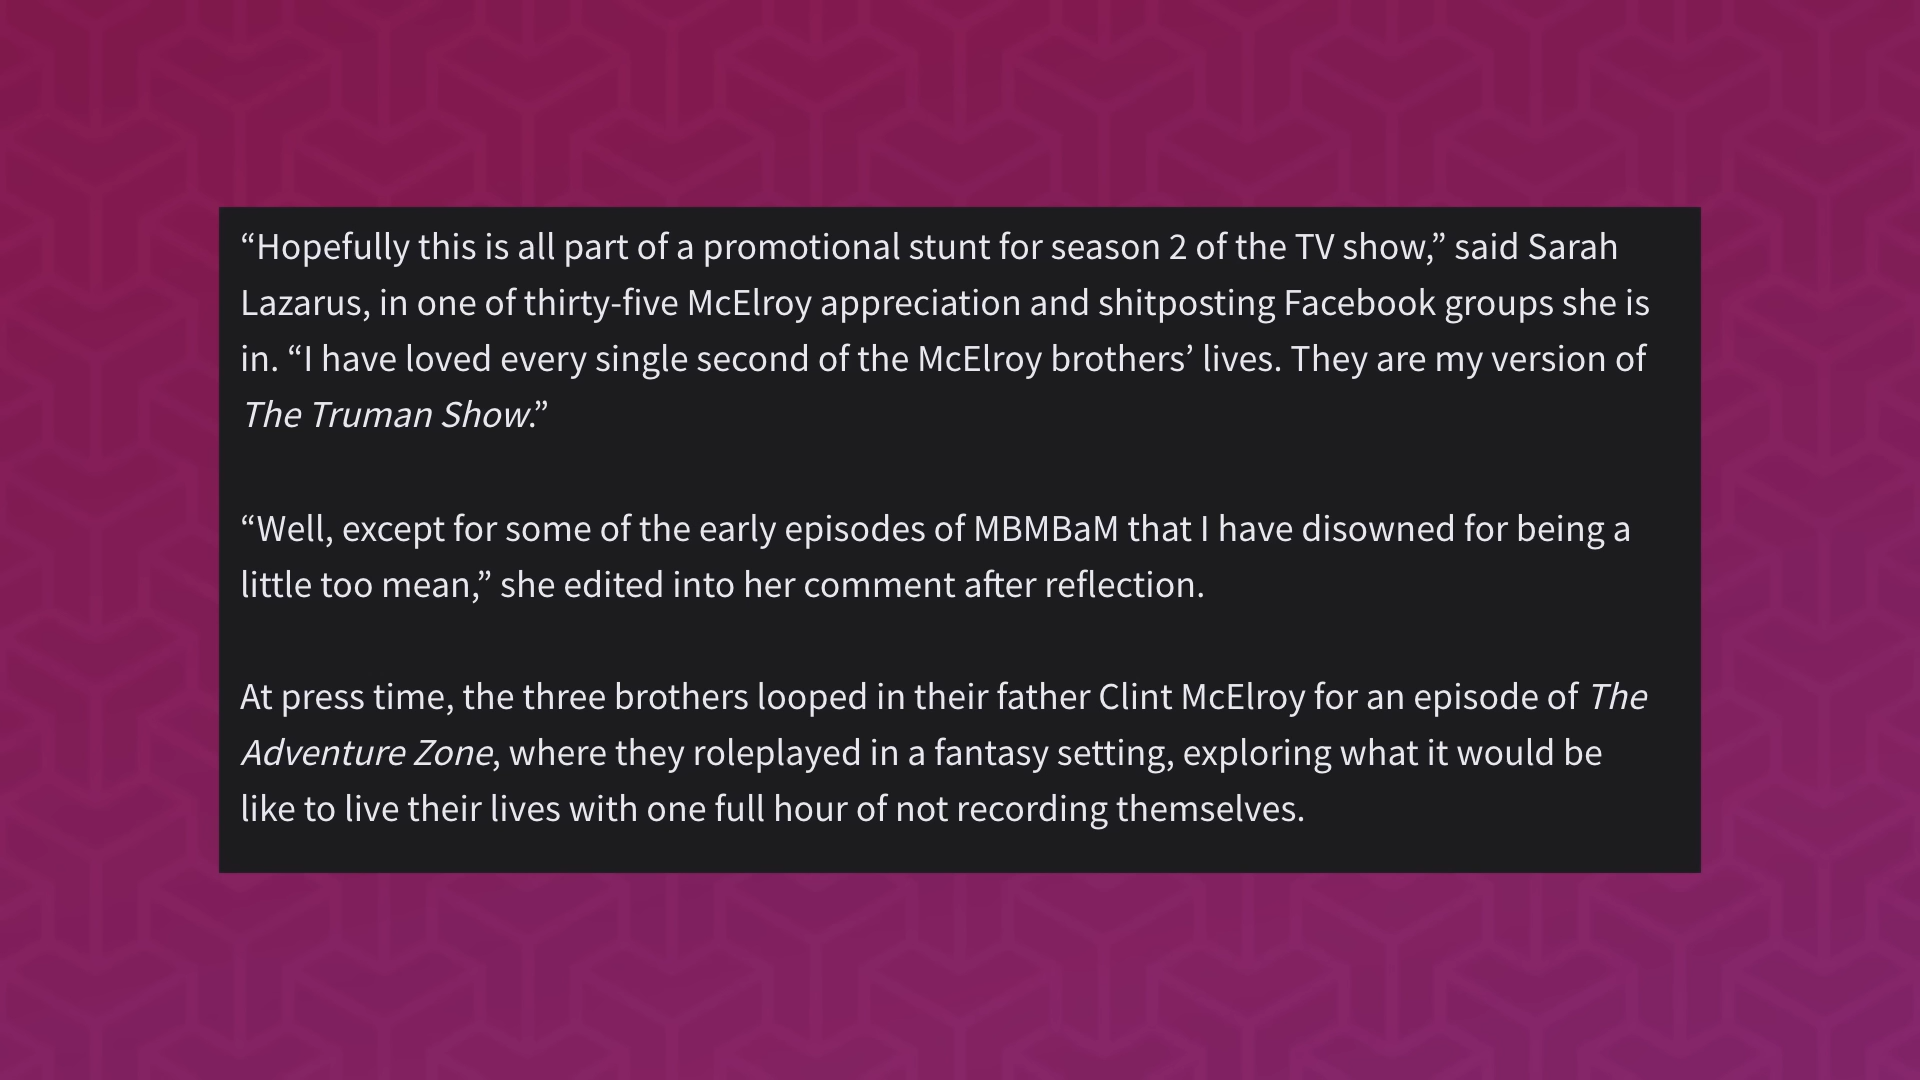 “Hopefully this is all part of a promotional stunt for season 2 of the TV show,” said Sarah
Lazarus, in one of thirty-five McElroy appreciation and shitposting Facebook groups she is
in. “I have loved every single second of the McElroy brothers’ lives. They are my version of
The Truman Show.”
“Well, except for some of the early episodes of MBMBaM that I have disowned for being a
little too mean,” she edited into her comment after reflection.
At press time, the three brothers looped in their father Clint McElroy for an episode of The
Adventure Zone, where they roleplayed in a fantasy setting, exploring what it would be
like to live their lives with one full hour of not recording themselves.